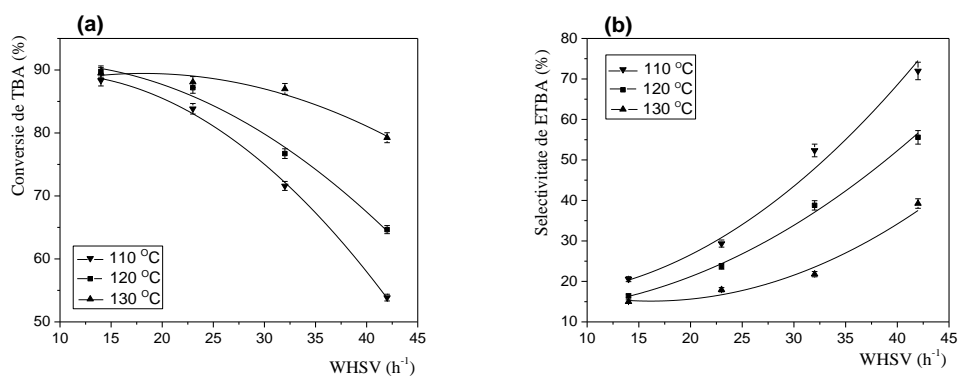 (a)
Conversie de TBA (%)
100
90
80
70
60
50
110 °C
120 °C
130 °C
10 15 20 25 30 35 40 45
WHSV (h⁻¹)
(b)
Selectivitate de ETBA (%)
80
70
60
50
40
30
20
10
110 °C
120 °C
130 °C
10 15 20 25 30 35 40 45
WHSV (h⁻¹)